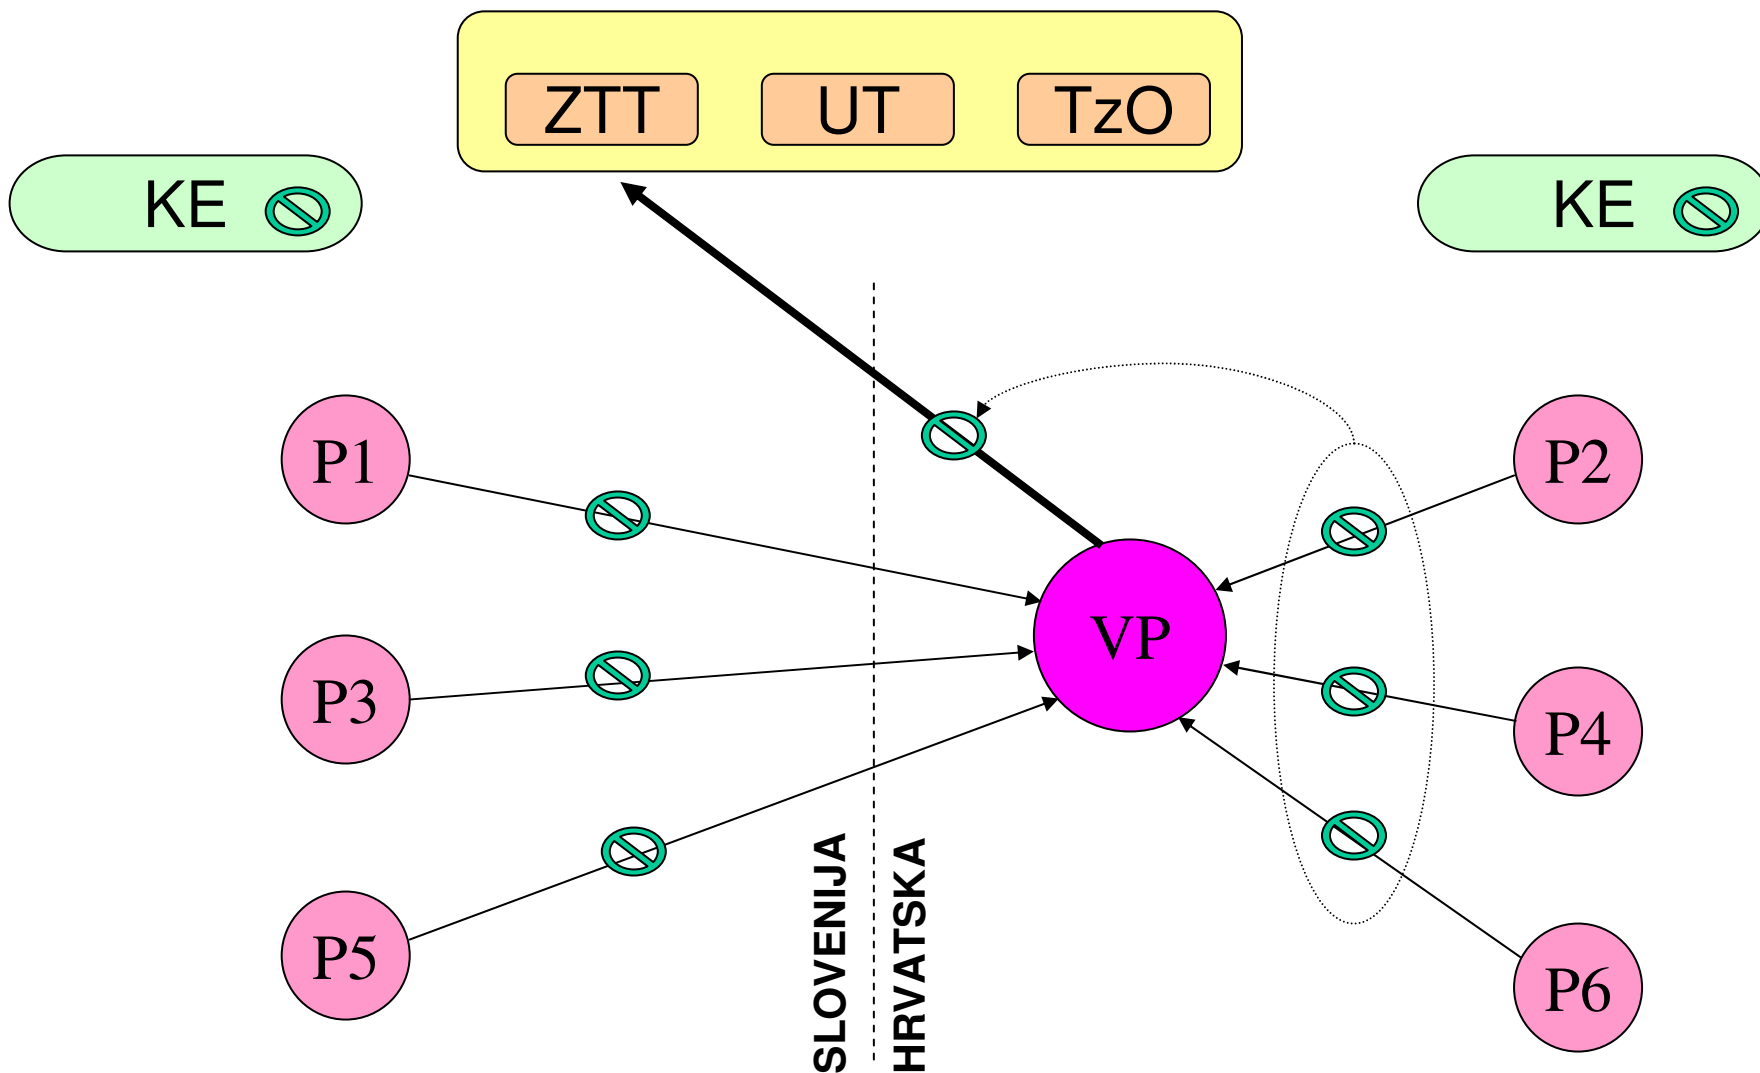 ZTT
UT
TzO
KE
KE
P1
P2
VP
P3
P4
P5
P6
SLOVENIJA
HRVATSKA